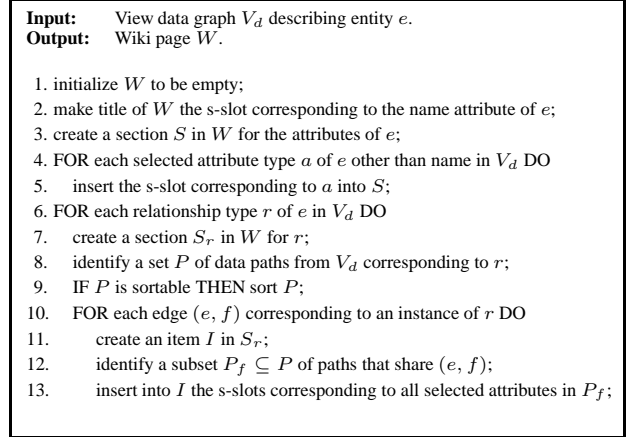 Input: View data graph V_d describing entity e.
Output: Wiki page W.
1. initialize W to be empty;
2. make title of W the s-slot corresponding to the name attribute of e;
3. create a section S in W for the attributes of e;
4. FOR each selected attribute type a of e other than name in V_d DO
5. insert the s-slot corresponding to a into S;
6. FOR each relationship type r of e in V_d DO
7. create a section S_r in W for r;
8. identify a set P of data paths from V_d corresponding to r;
9. IF P is sortable THEN sort P;
10. FOR each edge (e, f) corresponding to an instance of r DO
11. create an item I in S_r;
12. identify a subset P_f ⊆ P of paths that share (e, f);
13. insert into I the s-slots corresponding to all selected attributes in P_f;